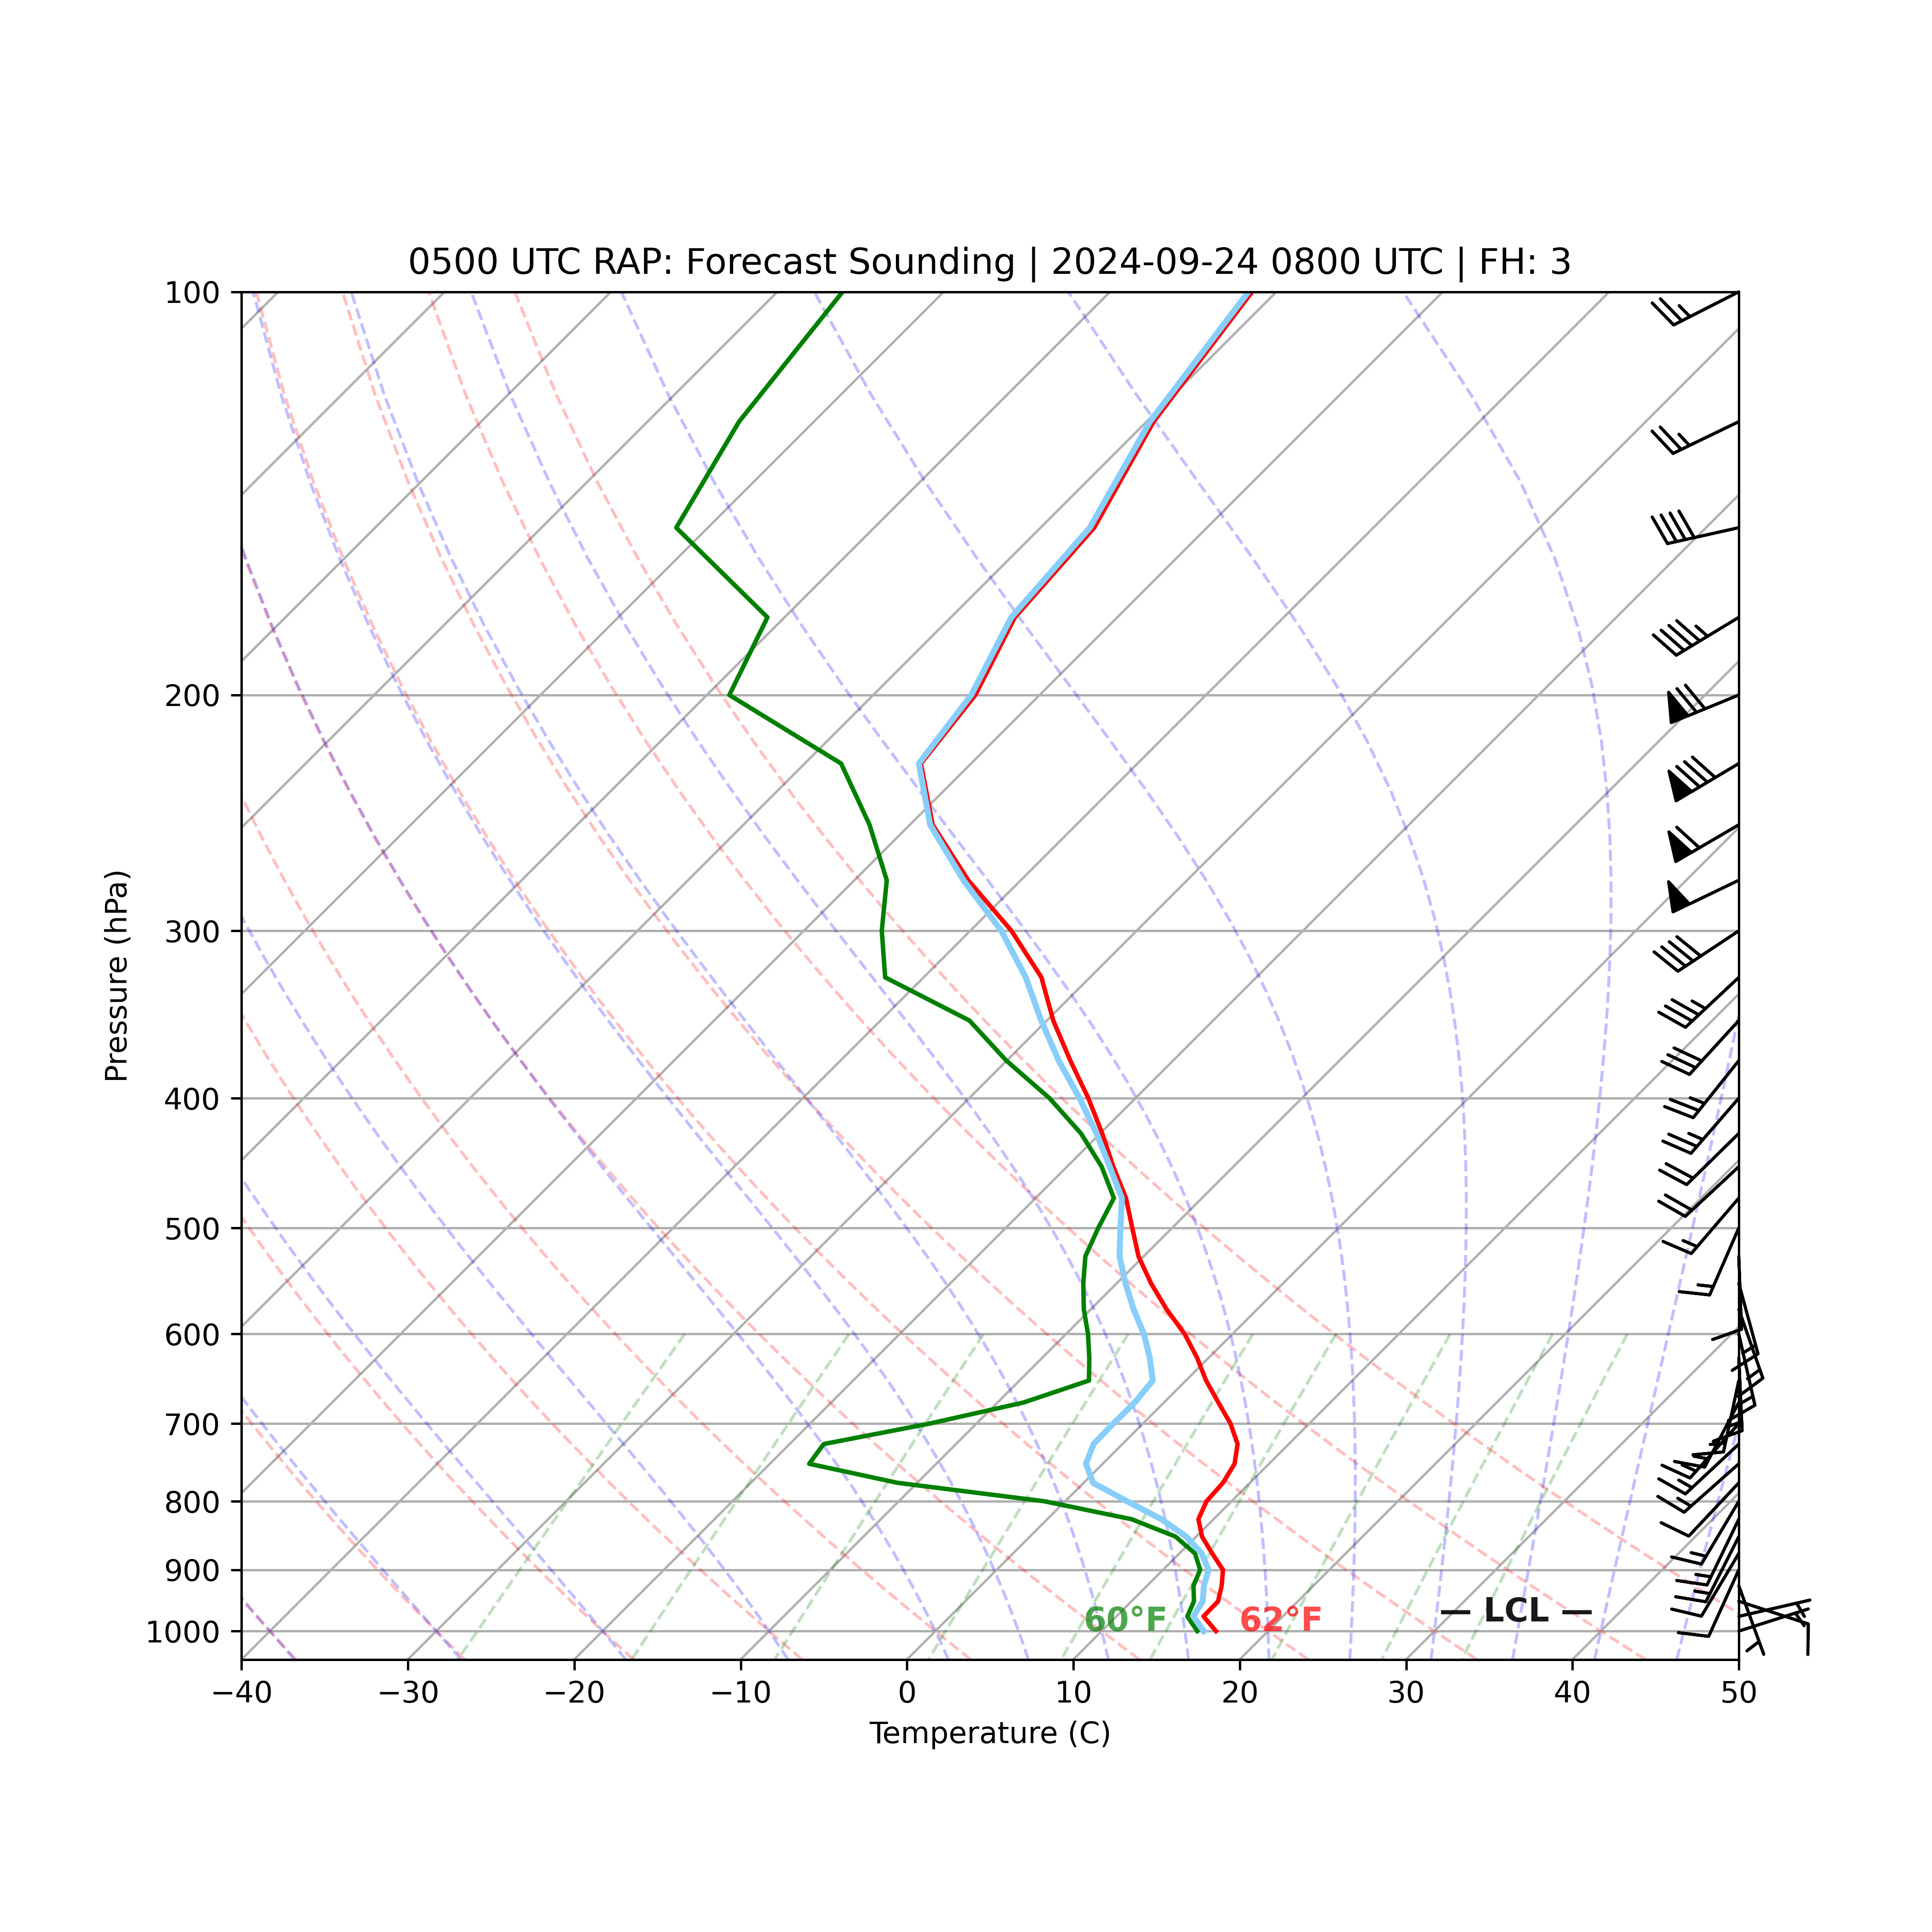 0500 UTC RAP: Forecast Sounding | 2024-09-24 0800 UTC | FH: 3
100
200
300
400
500
600
700
800
900
1000
Pressure (hPa)
60°F
62°F
— LCL —
−40 −30 −20 −10 0 10 20 30 40 50
Temperature (C)